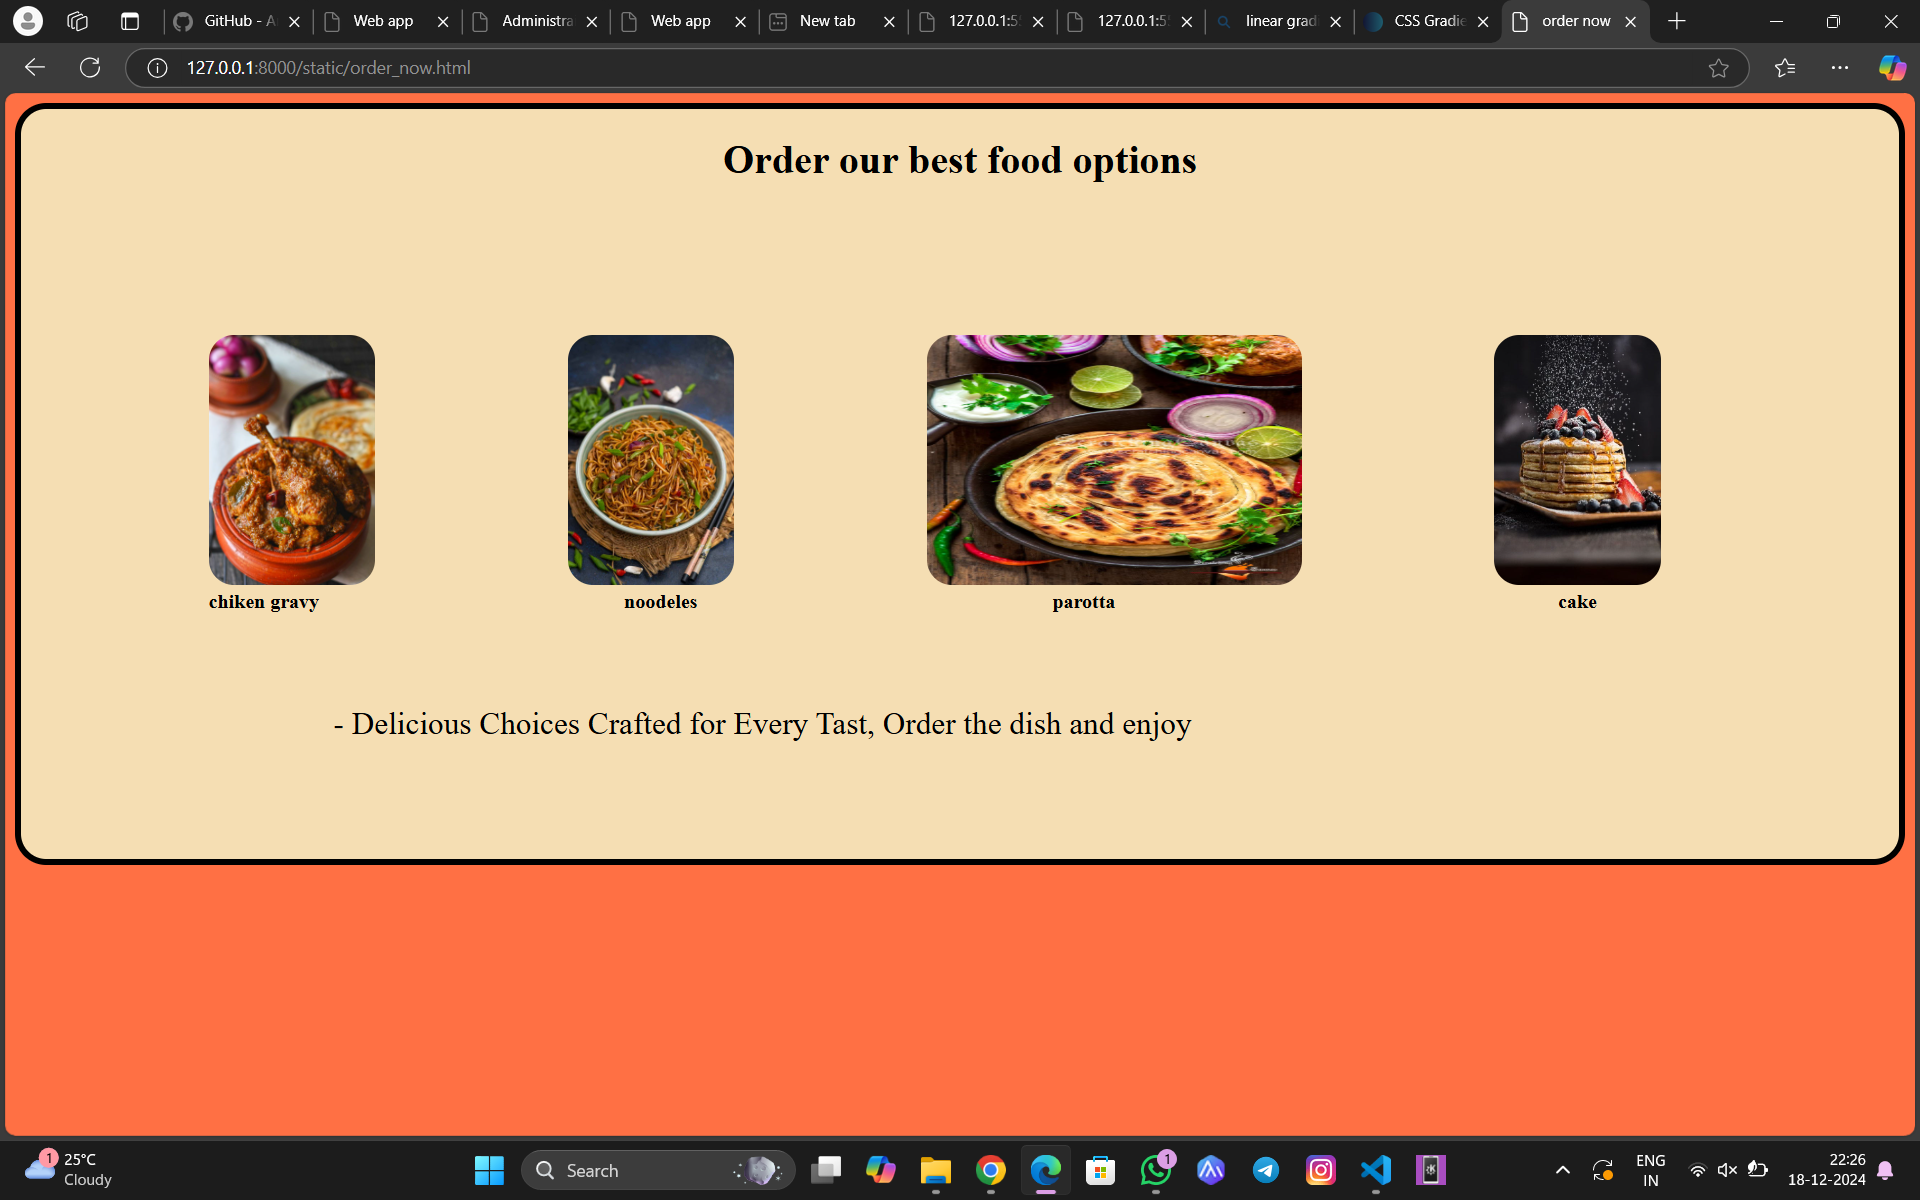 GitHub - A
Web app
Administra
Web app
New tab
127.0.0.1:5
127.0.0.1:5
linear grad
CSS Gradie
order now
127.0.0.1:8000/static/order_now.html
Order our best food options
chiken gravy
noodeles
parotta
cake
- Delicious Choices Crafted for Every Tast, Order the dish and enjoy
1
25°C
Cloudy
Search
1
ENG
IN
22:26
18-12-2024